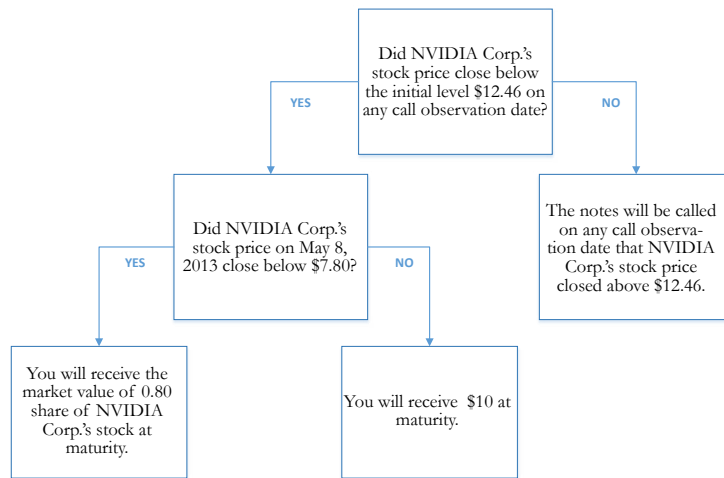 Did NVIDIA Corp.'s
stock price close below
the initial level $12.46 on
any call observation date?
YES
NO
Did NVIDIA Corp.'s
stock price on May 8,
2013 close below $7.80?
The notes will be called
on any call observa-
tion date that NVIDIA
Corp.'s stock price
closed above $12.46.
YES
NO
You will receive the
market value of 0.80
share of NVIDIA
Corp.'s stock at
maturity.
You will receive $10 at
maturity.